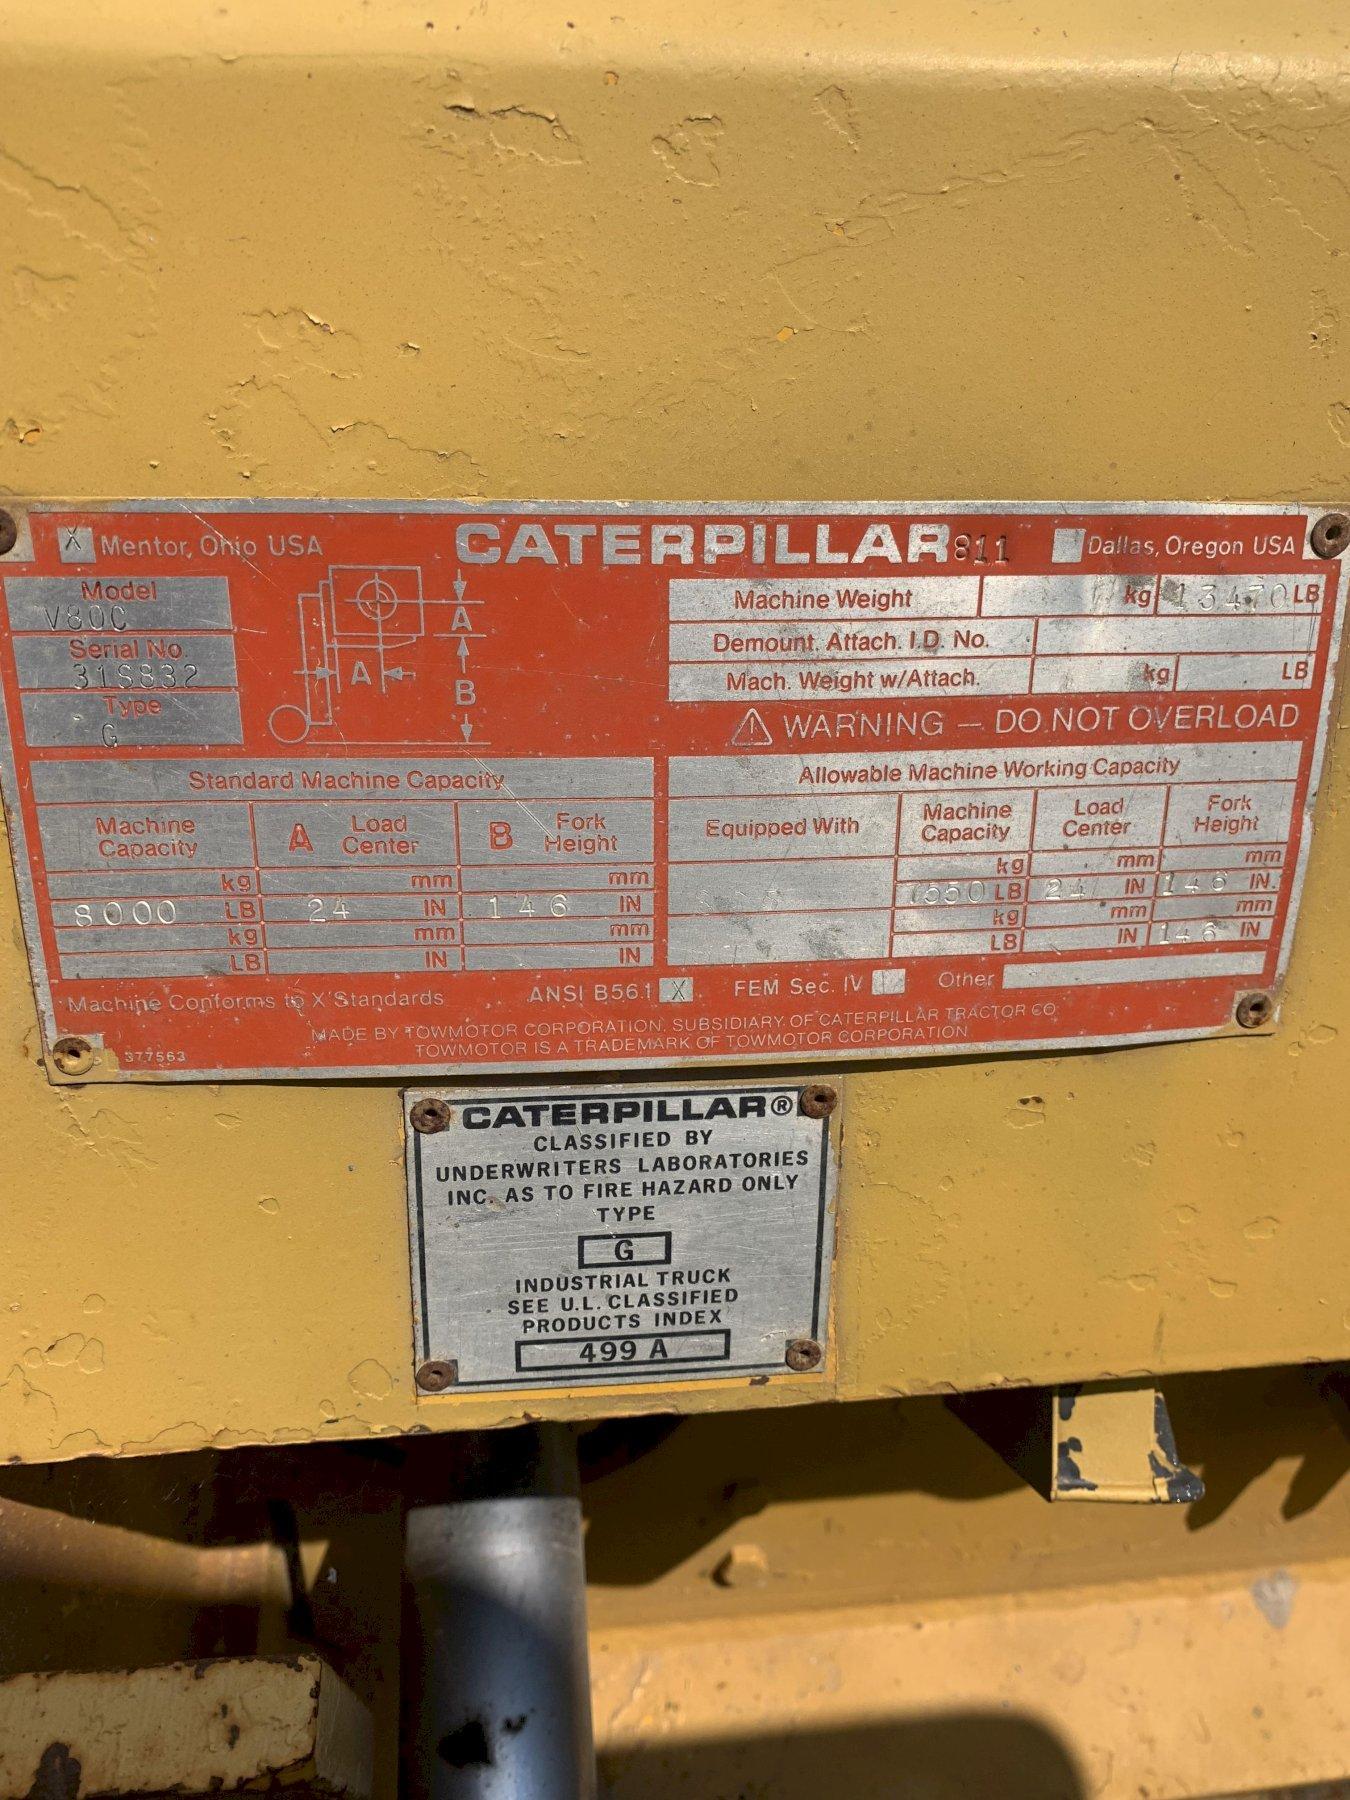 X Mentor, Ohio USA CATERPILLAR 811 Dallas, Oregon USA
Model
V80C
Serial No.
31S832
Type
G
A
A
B
Machine Weight kg 13470 LB
Demount. Attach. I.D. No.
Mach. Weight w/Attach. kg LB
WARNING — DO NOT OVERLOAD
Standard Machine Capacity
Machine Capacity A Load Center B Fork Height
kg mm mm
8000 LB 24 IN 146 IN
kg mm mm
LB IN IN
Allowable Machine Working Capacity
Equipped With Machine Capacity Load Center Fork Height
kg mm mm
7550 LB 24 IN 146 IN.
kg mm mm
LB IN 146 IN
Machine Conforms to X Standards ANSI B56.1 X FEM Sec. IV Other
MADE BY TOWMOTOR CORPORATION, SUBSIDIARY OF CATERPILLAR TRACTOR CO.
TOWMOTOR IS A TRADEMARK OF TOWMOTOR CORPORATION
377563
CATERPILLAR®
CLASSIFIED BY
UNDERWRITERS LABORATORIES
INC. AS TO FIRE HAZARD ONLY
TYPE
G
INDUSTRIAL TRUCK
SEE U.L. CLASSIFIED
PRODUCTS INDEX
499 A